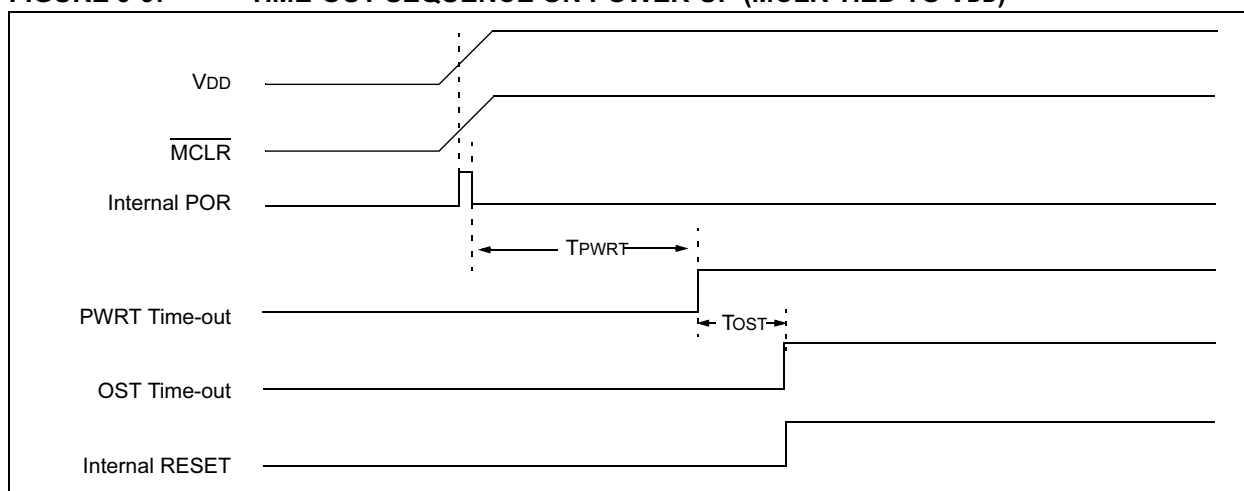 FIGURE TIME-OUT SEQUENCE ON POWER-UP (MCLR TIED TO VDD)
VDD
MCLR
Internal POR
TPWRT
PWRT Time-out
TOST
OST Time-out
Internal RESET